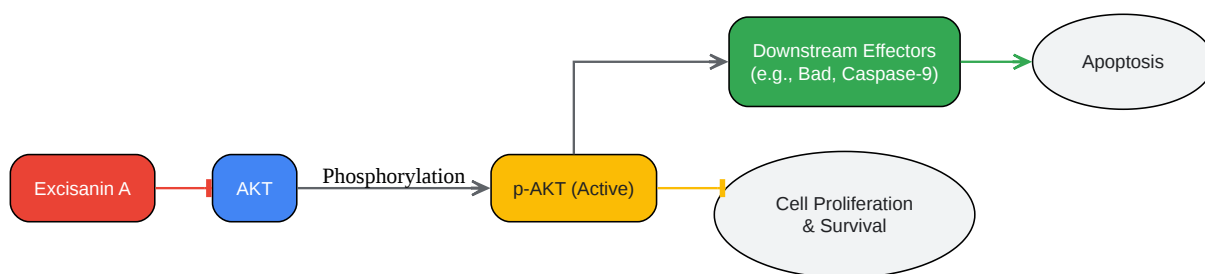 Downstream Effectors
(e.g., Bad, Caspase-9)
Apoptosis
Excisanin A
AKT
Phosphorylation
p-AKT (Active)
Cell Proliferation
& Survival